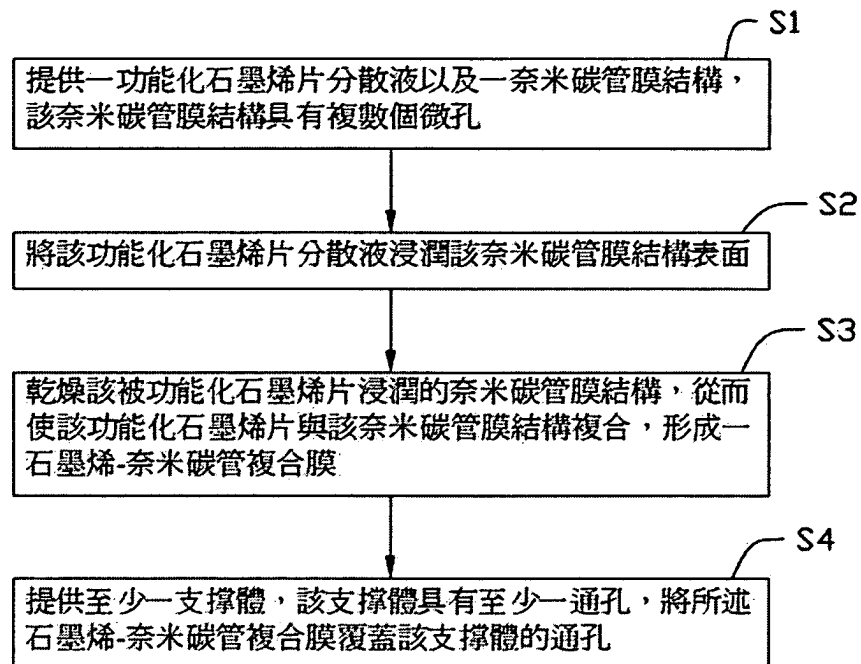 S1
提供一功能化石墨烯片分散液以及一奈米碳管膜結構，
該奈米碳管膜結構具有複數個微孔
S2
將該功能化石墨烯片分散液浸潤該奈米碳管膜結構表面
S3
乾燥該被功能化石墨烯片浸潤的奈米碳管膜結構，從而
使該功能化石墨烯片與該奈米碳管膜結構複合，形成一
石墨烯-奈米碳管複合膜
S4
提供至少一支撐體，該支撐體具有至少一通孔，將所述
石墨烯-奈米碳管複合膜覆蓋該支撐體的通孔